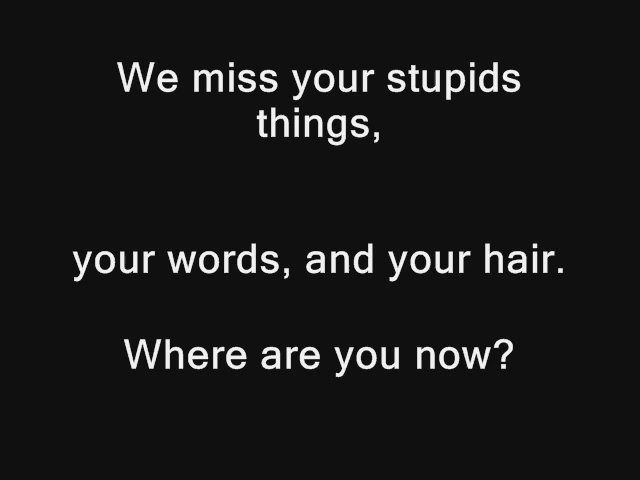 We miss your stupids
things,
your words, and your hair.
Where are you now?